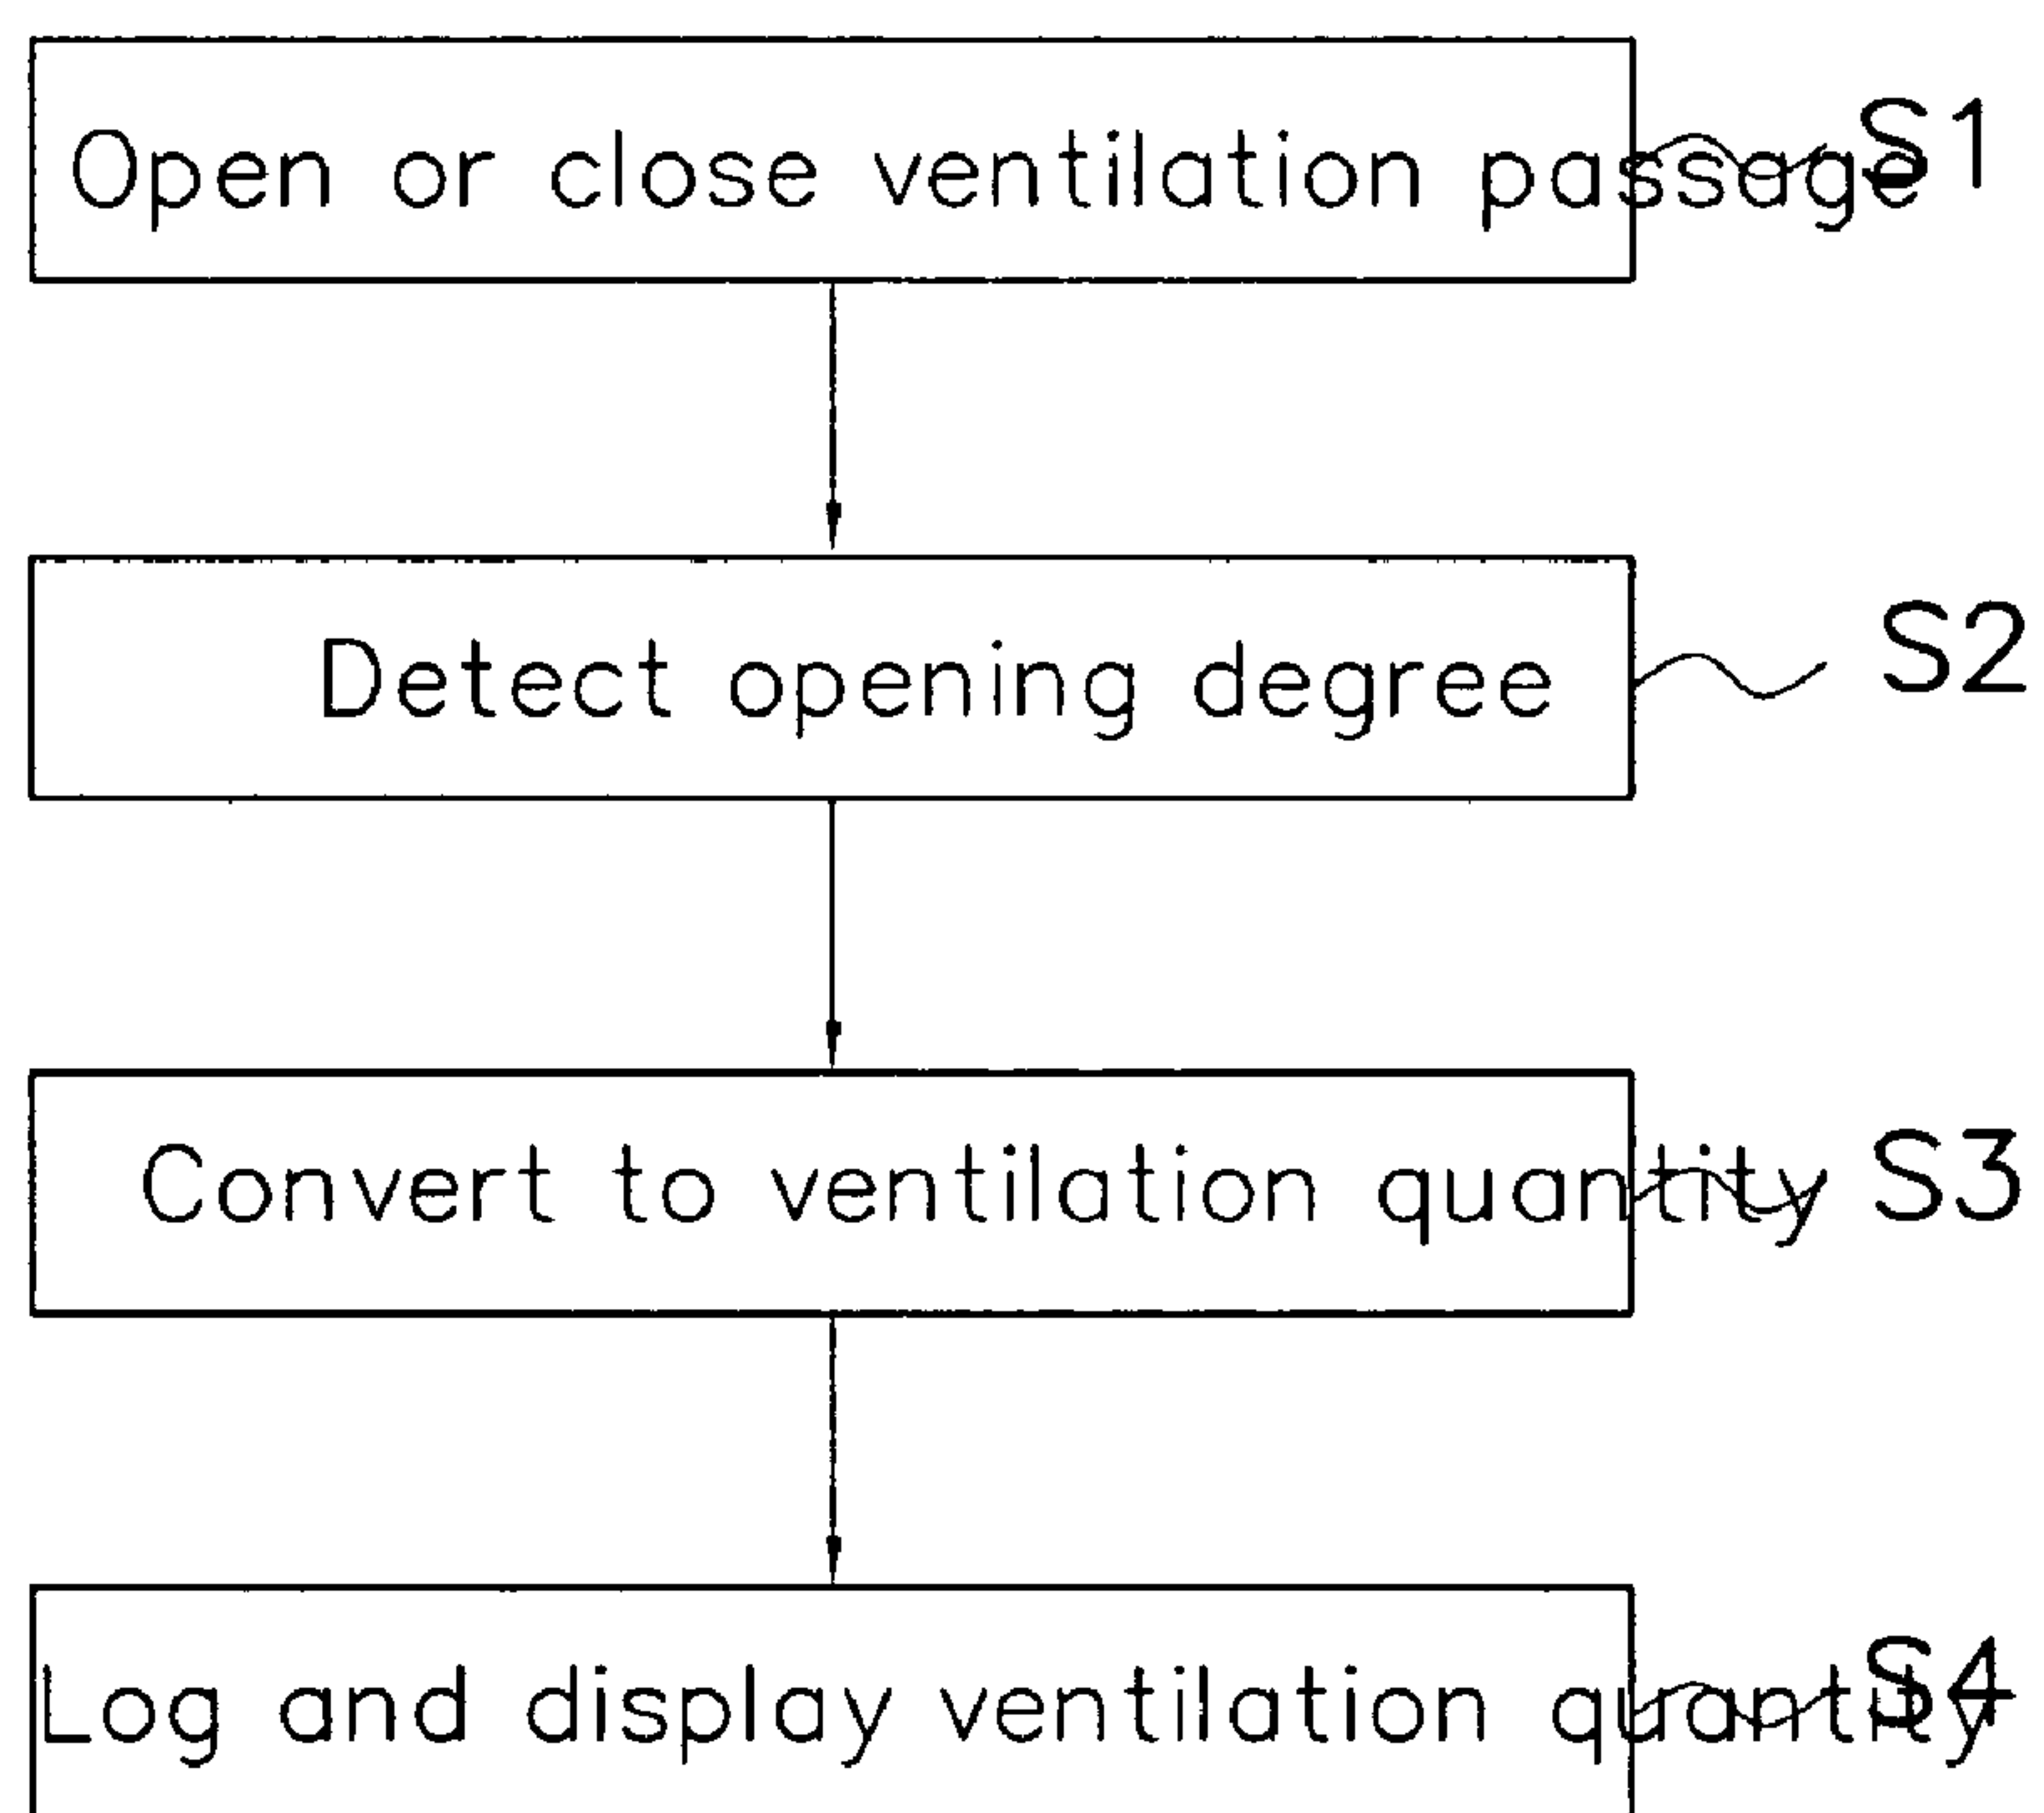 Open or close ventilation passage S1
Detect opening degree S2
Convert to ventilation quantity S3
Log and display ventilation quantity S4